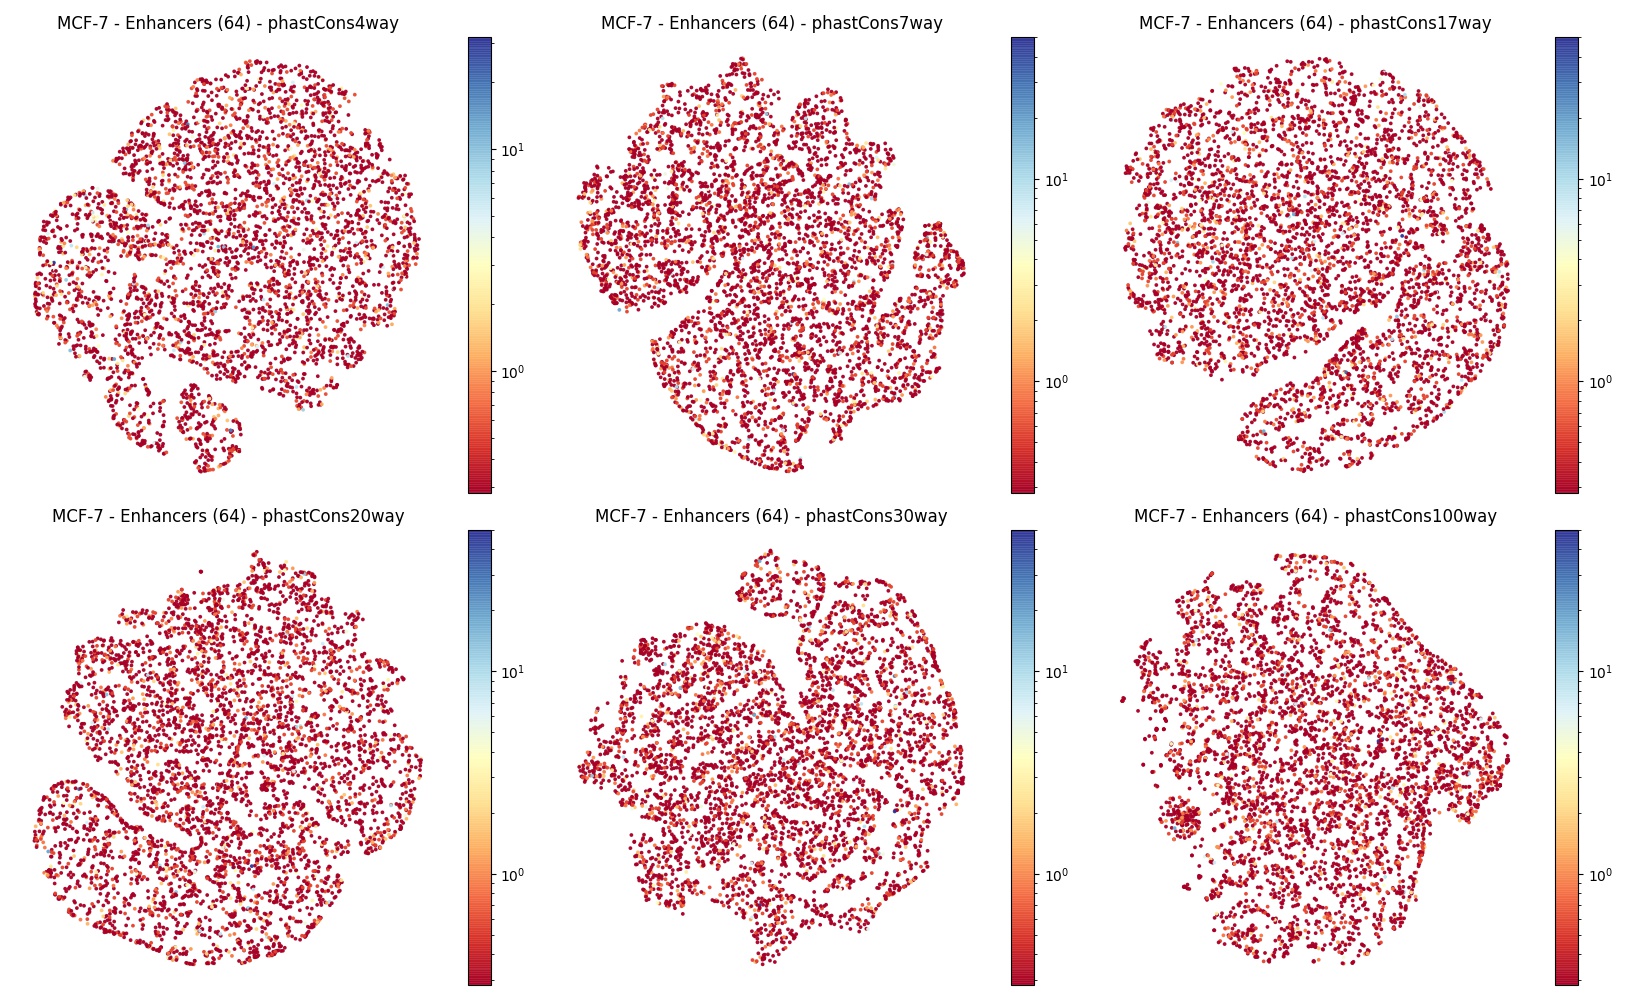 MCF-7 - Enhancers (64) - phastCons4way
MCF-7 - Enhancers (64) - phastCons7way
MCF-7 - Enhancers (64) - phastCons17way
10¹
10⁰
10¹
10⁰
10¹
10⁰
MCF-7 - Enhancers (64) - phastCons20way
MCF-7 - Enhancers (64) - phastCons30way
MCF-7 - Enhancers (64) - phastCons100way
10¹
10⁰
10¹
10⁰
10¹
10⁰